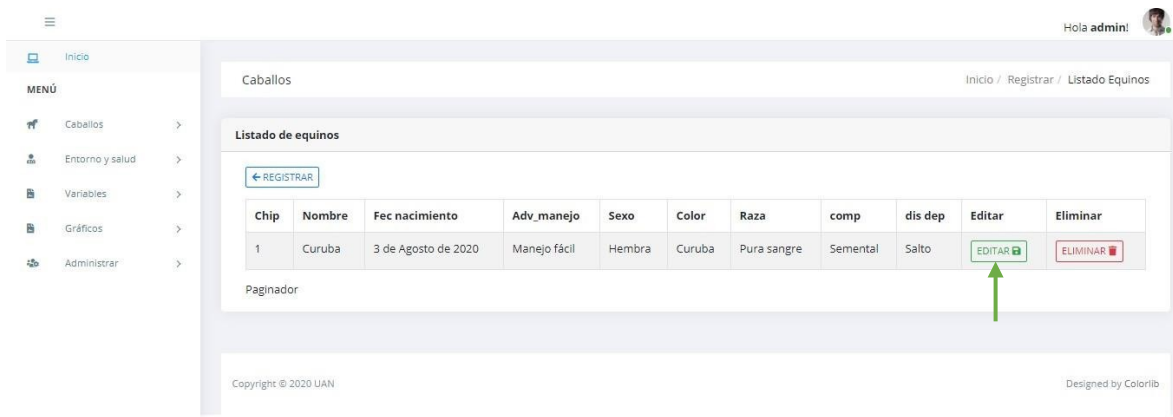 Hola admin!
Inicio
MENÚ
Caballos
Entorno y salud
Variables
Gráficos
Administrar
Caballos
Inicio / Registrar / Listado Equinos
Listado de equinos
REGISTRAR
Chip Nombre Fec nacimiento Adv_manejo Sexo Color Raza comp dis dep Editar Eliminar
1 Curuba 3 de Agosto de 2020 Manejo fácil Hembra Curuba Pura sangre Semental Salto EDITAR ELIMINAR
Paginador
Copyright © 2020 UAN
Designed by Colorlib